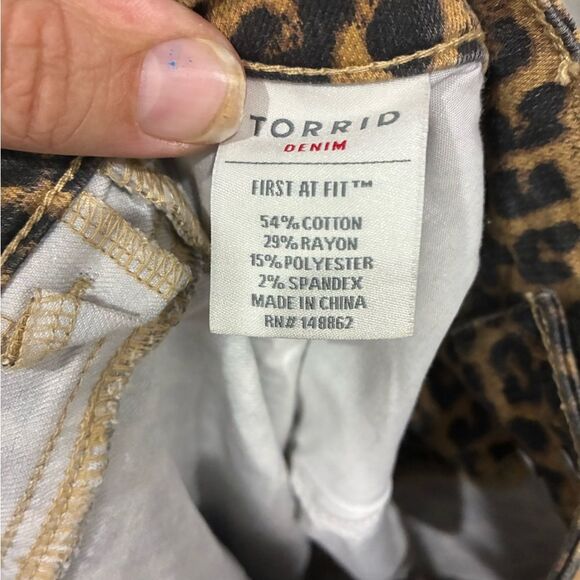 TORRID
DENIM
FIRST AT FIT™
54% COTTON
29% RAYON
15% POLYESTER
2% SPANDEX
MADE IN CHINA
RN# 148862